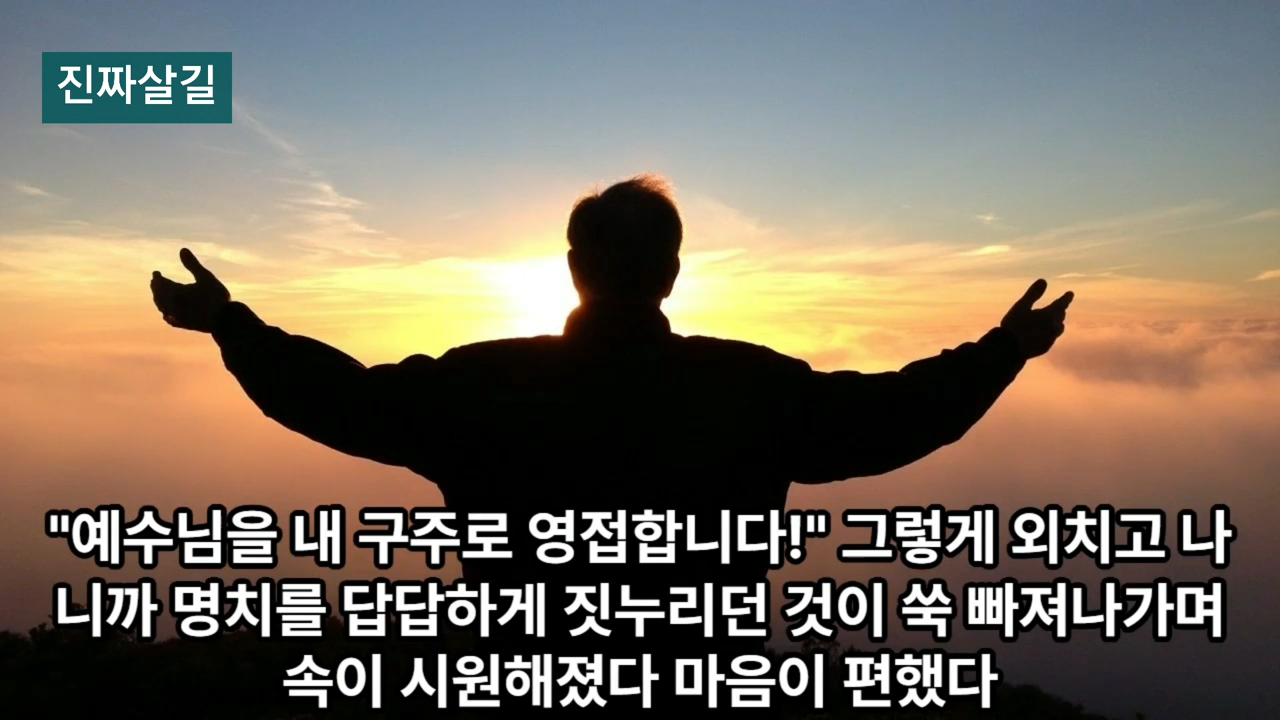 진짜살길
"예수님을 내 구주로 영접합니다!" 그렇게 외치고 나
니까 명치를 답답하게 짓누리던 것이 쑥 빠져나가며
속이 시원해졌다 마음이 편했다